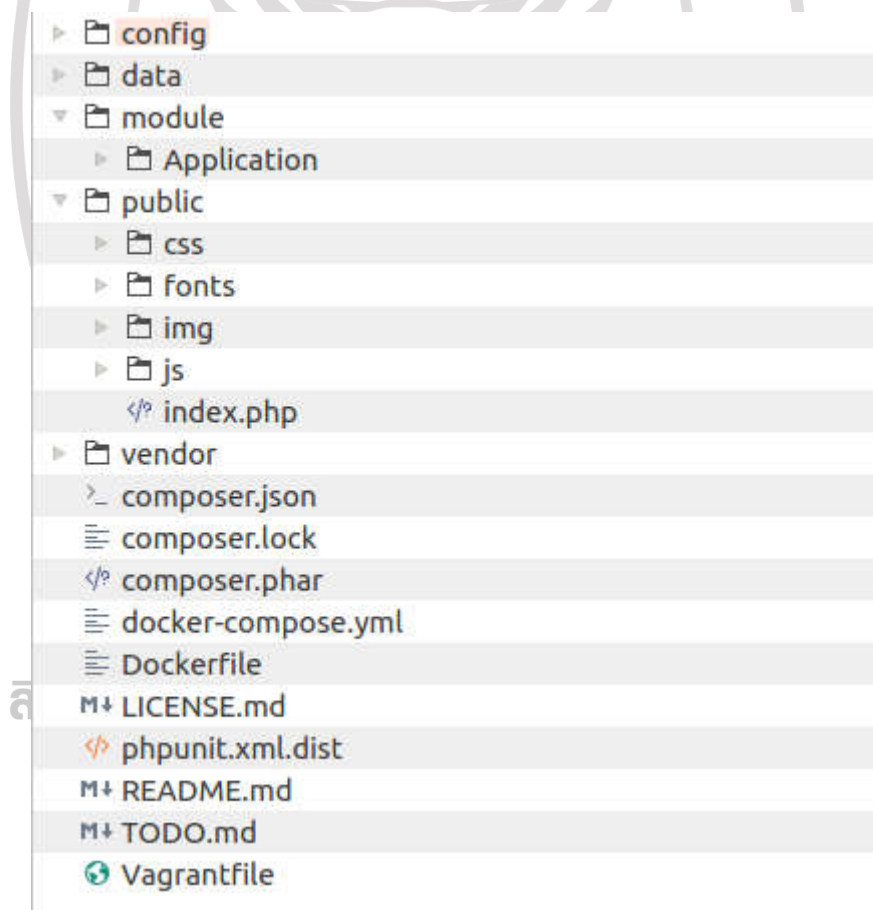 config
data
module
Application
public
css
fonts
img
js
index.php
vendor
composer.json
composer.lock
composer.phar
docker-compose.yml
Dockerfile
LICENSE.md
phpunit.xml.dist
README.md
TODO.md
Vagrantfile